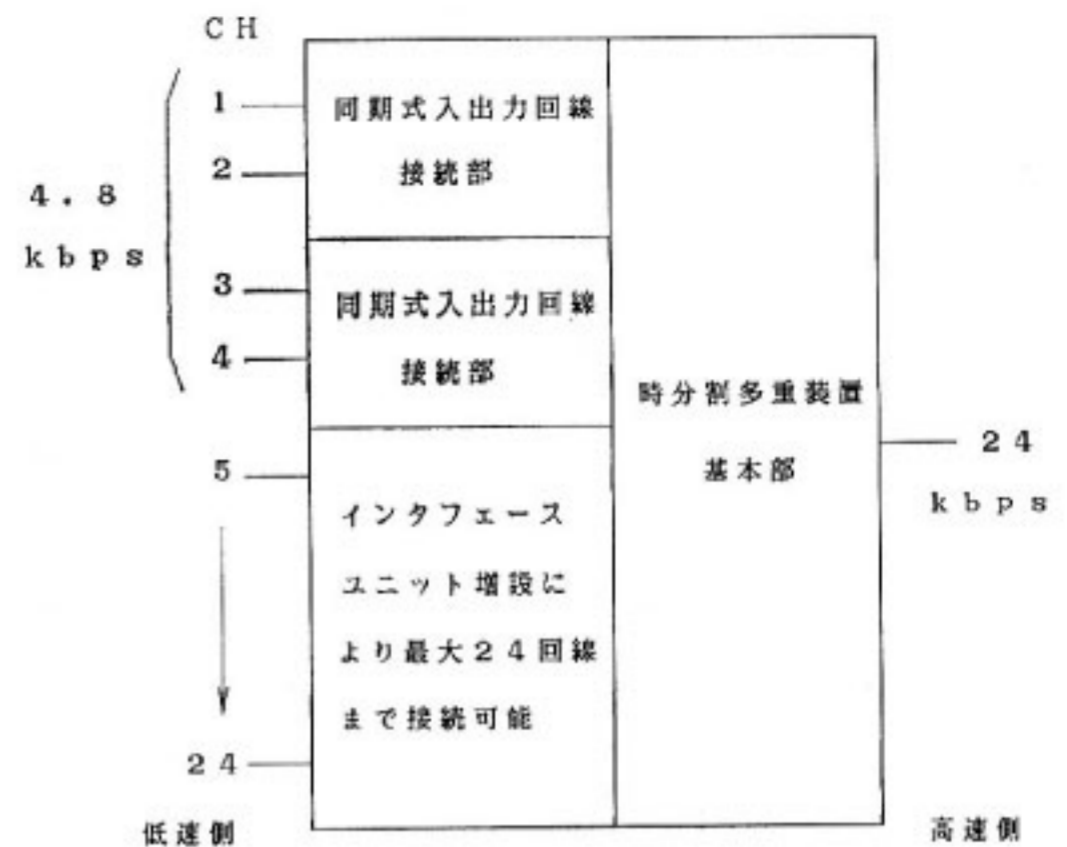 CH
1
2
3
4
5
24
4.8
kbps
同期式入出力回線
接続部
同期式入出力回線
接続部
インタフェース
ユニット増設に
より最大24回線
まで接続可能
時分割多重装置
基本部
24
kbps
低速側
高速側